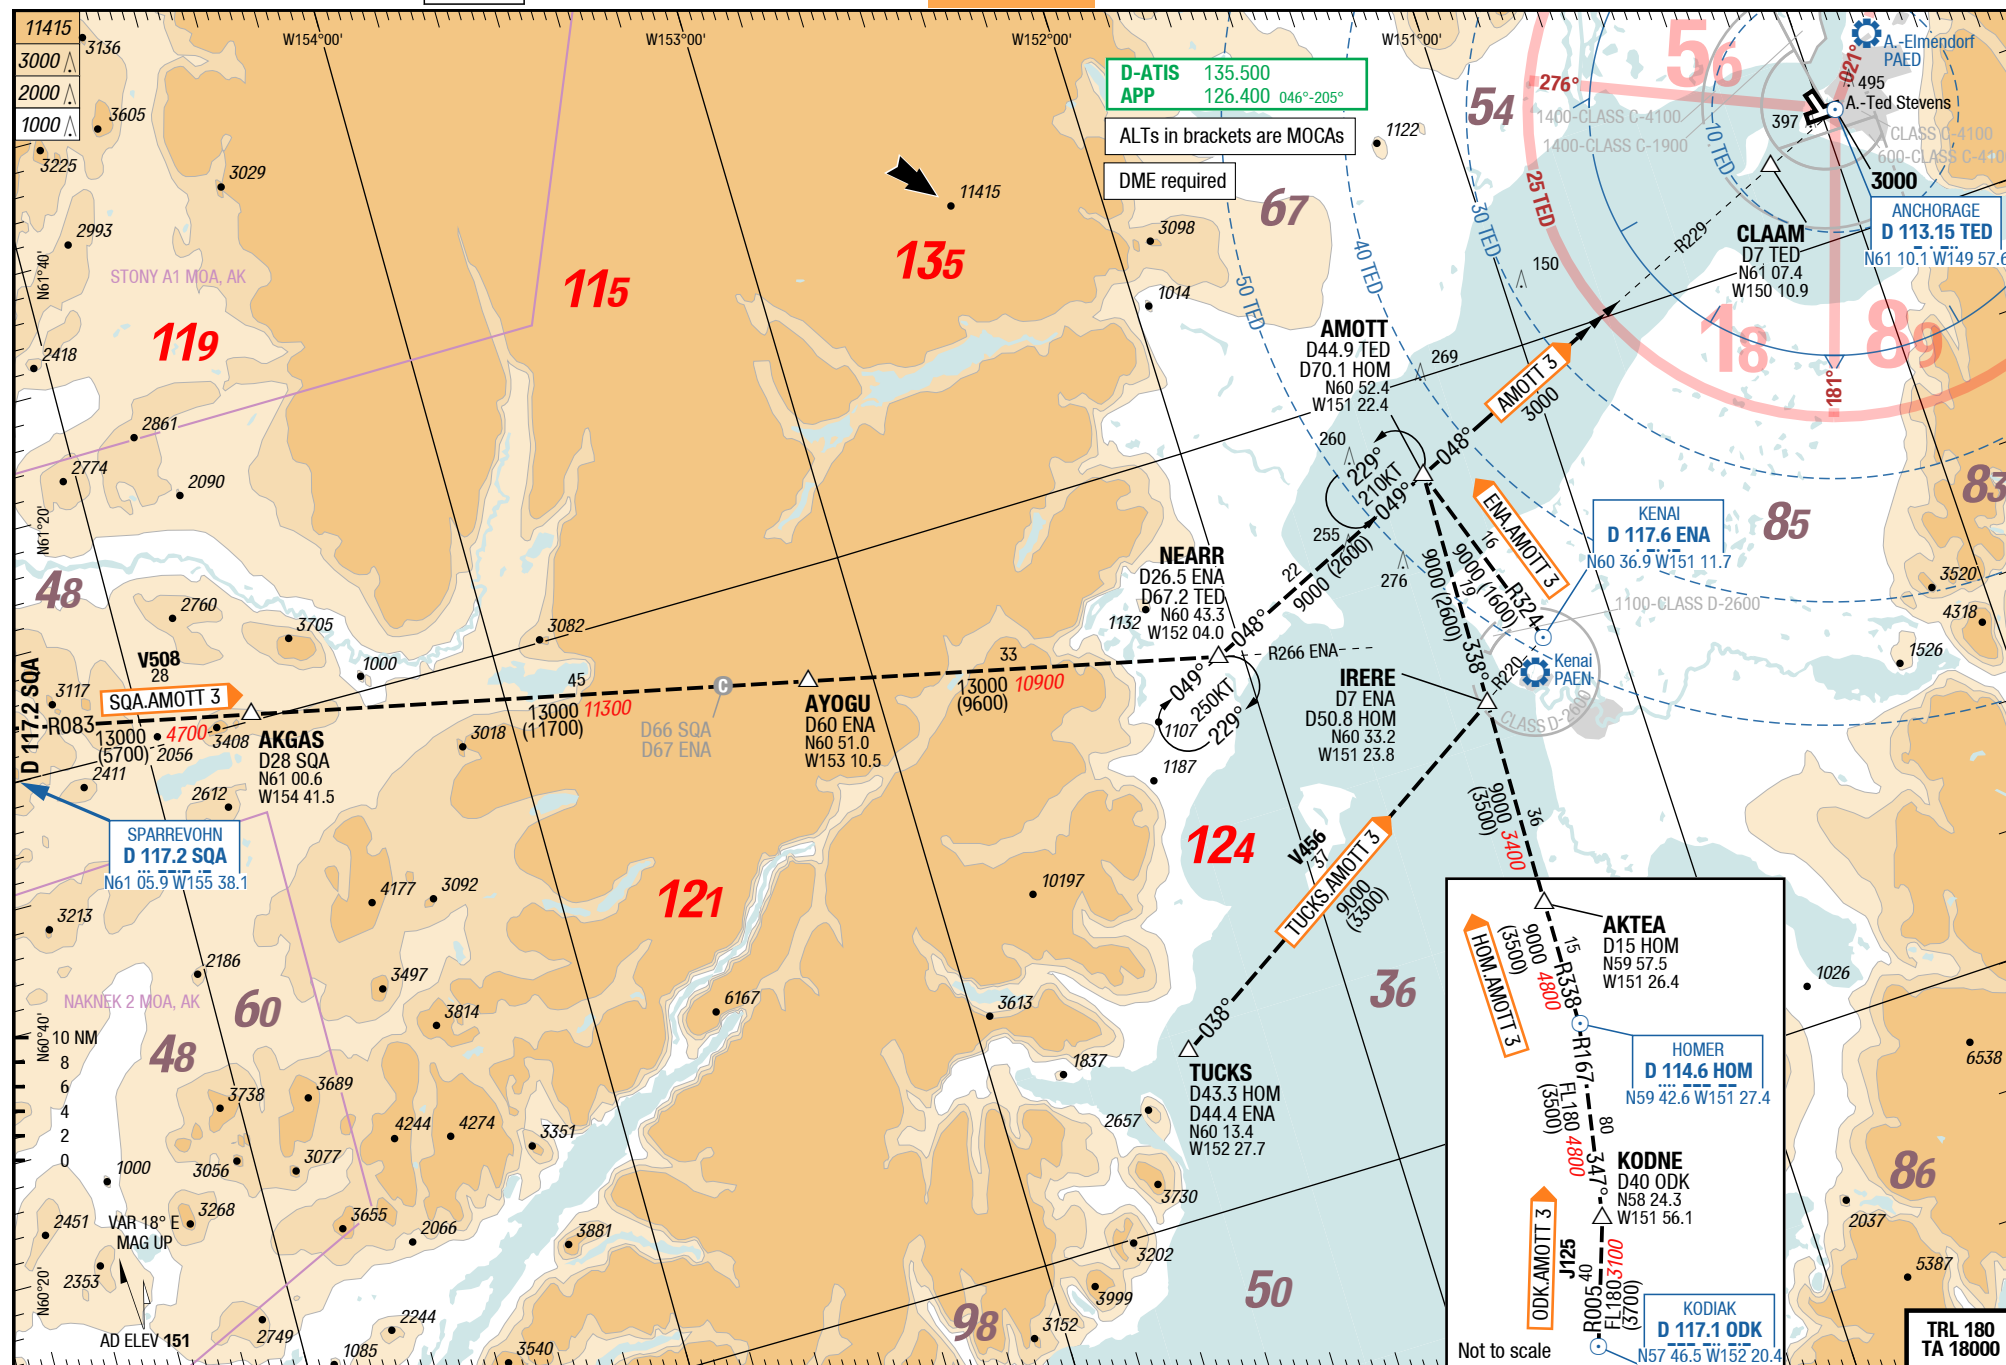 11415
3000
2000
1000
3136
3605
3225
3029
2993
2418
2861
2774
2090
W154°00'
W153°00'
W152°00'
W151°00'
N61°40'
N61°20'
N60°40'
N60°20'
STONY A1 MOA, AK
119
115
135
11415
D-ATIS 135.500
APP 126.400 046°-205°
ALTs in brackets are MOCAs
DME required
1122
3098
1014
67
54
56
276°
021°
181°
1400-CLASS C-4100
1400-CLASS C-1900
CLASS C-4100
600-CLASS C-410
10 TED
25 TED
30 TED
40 TED
50 TED
A.-Elmendorf
PAED
495
A.-Ted Stevens
397
3000
ANCHORAGE
D 113.15 TED
N61 10.1 W149 57.6
R229
CLAAM
D7 TED
N61 07.4
W150 10.9
150
18
89
AMOTT
D44.9 TED
D70.1 HOM
N60 52.4
W151 22.4
269
260
255
276
AMOTT 3
3000
048°
229°
210KT
049°
ENA.AMOTT 3
16
9000 (1600)
R324
9000 (2600)
19
338°
KENAI
D 117.6 ENA
N60 36.9 W151 11.7
1100-CLASS D-2600
CLASS D-2600
Kenai
PAEN
85
83
3520
4318
1526
NEARR
D26.5 ENA
D67.2 TED
N60 43.3
W152 04.0
22
9000 (2600)
048°
R266 ENA
1132
049°
250KT
229°
1107
1187
IRERE
D7 ENA
D50.8 HOM
N60 33.2
W151 23.8
R220
48
2760
3705
3082
1000
V508
28
3117
D 117.2 SQA
SQA.AMOTT 3
R083
13000
(5700)
4700
2056
3408
2411
2612
AKGAS
D28 SQA
N61 00.6
W154 41.5
45
13000 11300
(11700)
3018
D66 SQA
D67 ENA
C
AYOGU
D60 ENA
N60 51.0
W153 10.5
33
13000 10900
(9600)
SPARREVOHN
D 117.2 SQA
N61 05.9 W155 38.1
121
124
V456
37
TUCKS.AMOTT 3
9000
(3300)
038°
TUCKS
D43.3 HOM
D44.4 ENA
N60 13.4
W152 27.7
9000
(3500)
3400
36
4177
3092
10197
3213
2186
3497
3814
6167
3613
1837
2657
NAKNEK 2 MOA, AK
60
48
36
10 NM
8
6
4
2
0
3738
3689
4244
4274
3351
3077
3056
1000
3268
3655
2066
3881
2451
2353
2749
2244
1085
3540
3730
3202
3999
3152
98
50
VAR 18° E
MAG UP
AD ELEV 151
AKTEA
D15 HOM
N59 57.5
W151 26.4
HOM.AMOTT 3
15
9000 4800
(3500)
R338
HOMER
D 114.6 HOM
N59 42.6 W151 27.4
R167
80
FL180 4800
(3500)
347°
KODNE
D40 ODK
N58 24.3
W151 56.1
ODK.AMOTT 3
J125
40
R005
FL180 3100
(3700)
KODIAK
D 117.1 ODK
N57 46.5 W152 20.4
Not to scale
1026
6538
86
2037
5387
TRL 180
TA 18000